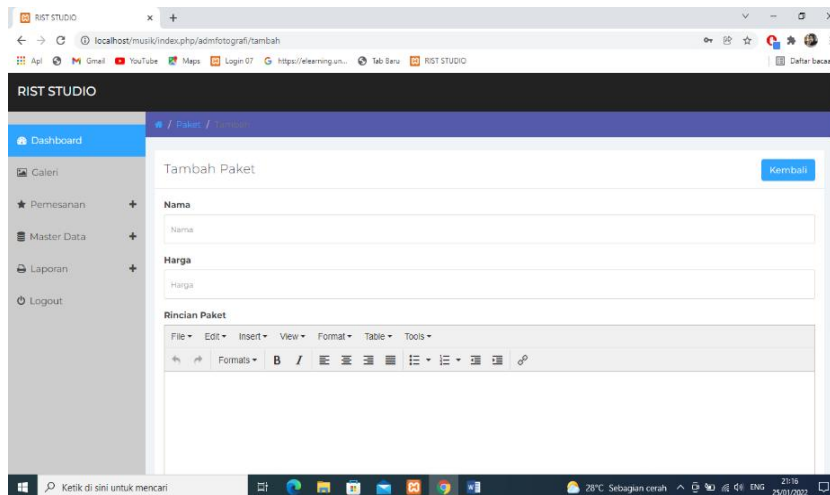 RIST STUDIO
localhost/musik/index.php/admfotografi/tambah
Apl Gmail YouTube Maps Login 07 https://elearning.un... Tab Baru RIST STUDIO Daftar bacaa
RIST STUDIO
/ Paket / Tambah
Dashboard
Galeri
Pemesanan +
Master Data +
Laporan +
Logout
Tambah Paket
Kembali
Nama
Nama
Harga
Harga
Rincian Paket
File Edit Insert View Format Table Tools
Formats B I
Ketik di sini untuk mencari
28°C Sebagian cerah ENG 21:16
25/01/2022